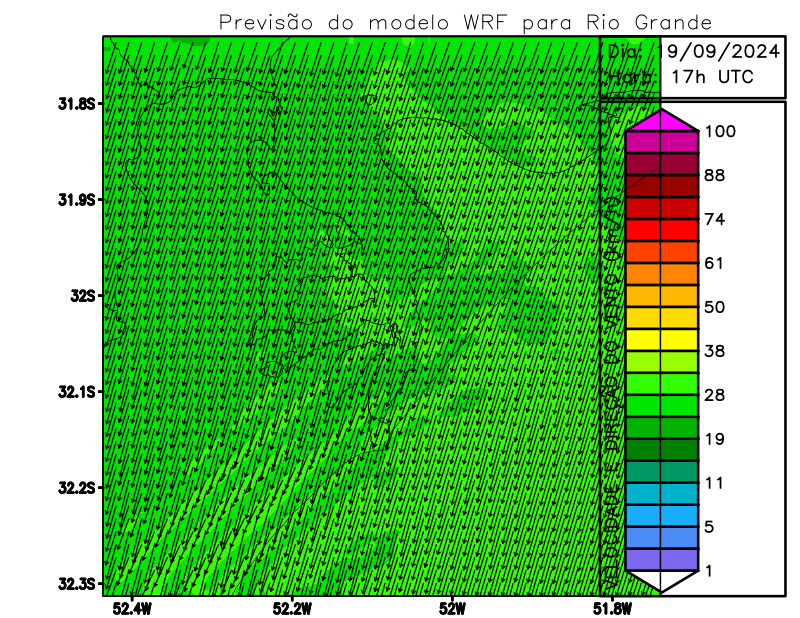 Previsão do modelo WRF para Rio Grande
Dia: 19/09/2024
Hora: 17h UTC
31.8S
31.9S
32S
32.1S
32.2S
32.3S
52.4W
52.2W
52W
51.8W
VELOCIDADE E DIREÇÃO DO VENTO (km/h)
100
88
74
61
50
38
28
19
11
5
1